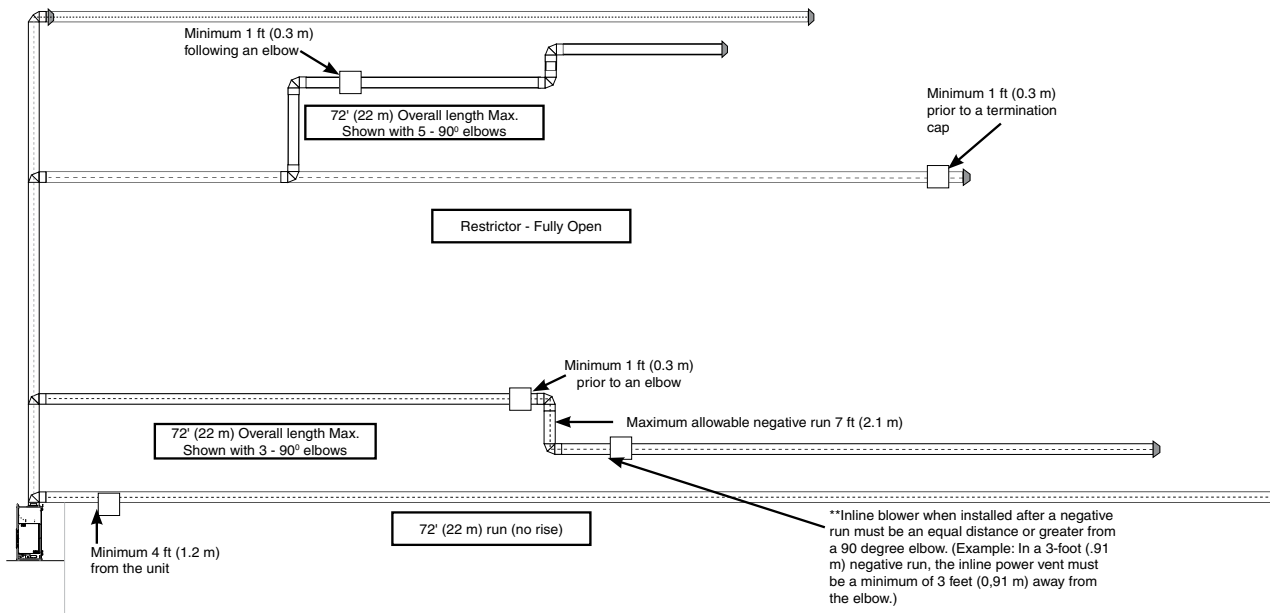 Minimum 1 ft (0.3 m)
following an elbow
72' (22 m) Overall length Max.
Shown with 5 - 90⁰ elbows
Minimum 1 ft (0.3 m)
prior to a termination
cap
Restrictor - Fully Open
Minimum 1 ft (0.3 m)
prior to an elbow
Maximum allowable negative run 7 ft (2.1 m)
72' (22 m) Overall length Max.
Shown with 3 - 90⁰ elbows
72' (22 m) run (no rise)
Minimum 4 ft (1.2 m)
from the unit
**Inline blower when installed after a negative
run must be an equal distance or greater from
a 90 degree elbow. (Example: In a 3-foot (.91
m) negative run, the inline power vent must
be a minimum of 3 feet (0,91 m) away from
the elbow.)